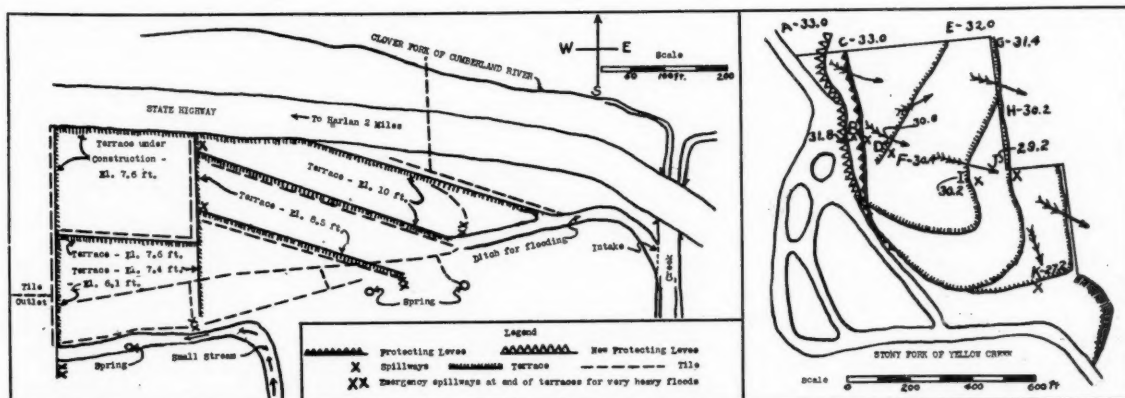 CLOVER FORK OF CUMBERLAND RIVER
W
E
S
Scale
50 100 Ft. 200
STATE HIGHWAY
To Harlan 2 Miles
Terrace under
Construction -
El. 7.6 ft.
Terrace - El. 10 ft.
Terrace - El. 8.5 ft.
Terrace - El. 7.6 ft.
Terrace - El. 7.4 ft.
El. 6.1 ft.
Tile
Outlet
Ditch for flooding
Intake
Creek
Spring
Spring
Small Stream
Legend
Protecting Levee
New Protecting Levee
X Spillways
Terrace
Tile
XX Emergency spillways at end of terraces for very heavy floods
A-33.0
C-33.0
E-32.0
G-31.4
H-30.2
31.8
B
D
30.8
F-30.4
29.2
J
I
30.2
K-27.2
STONY FORK OF YELLOW CREEK
Scale
0 200 400 600 Ft